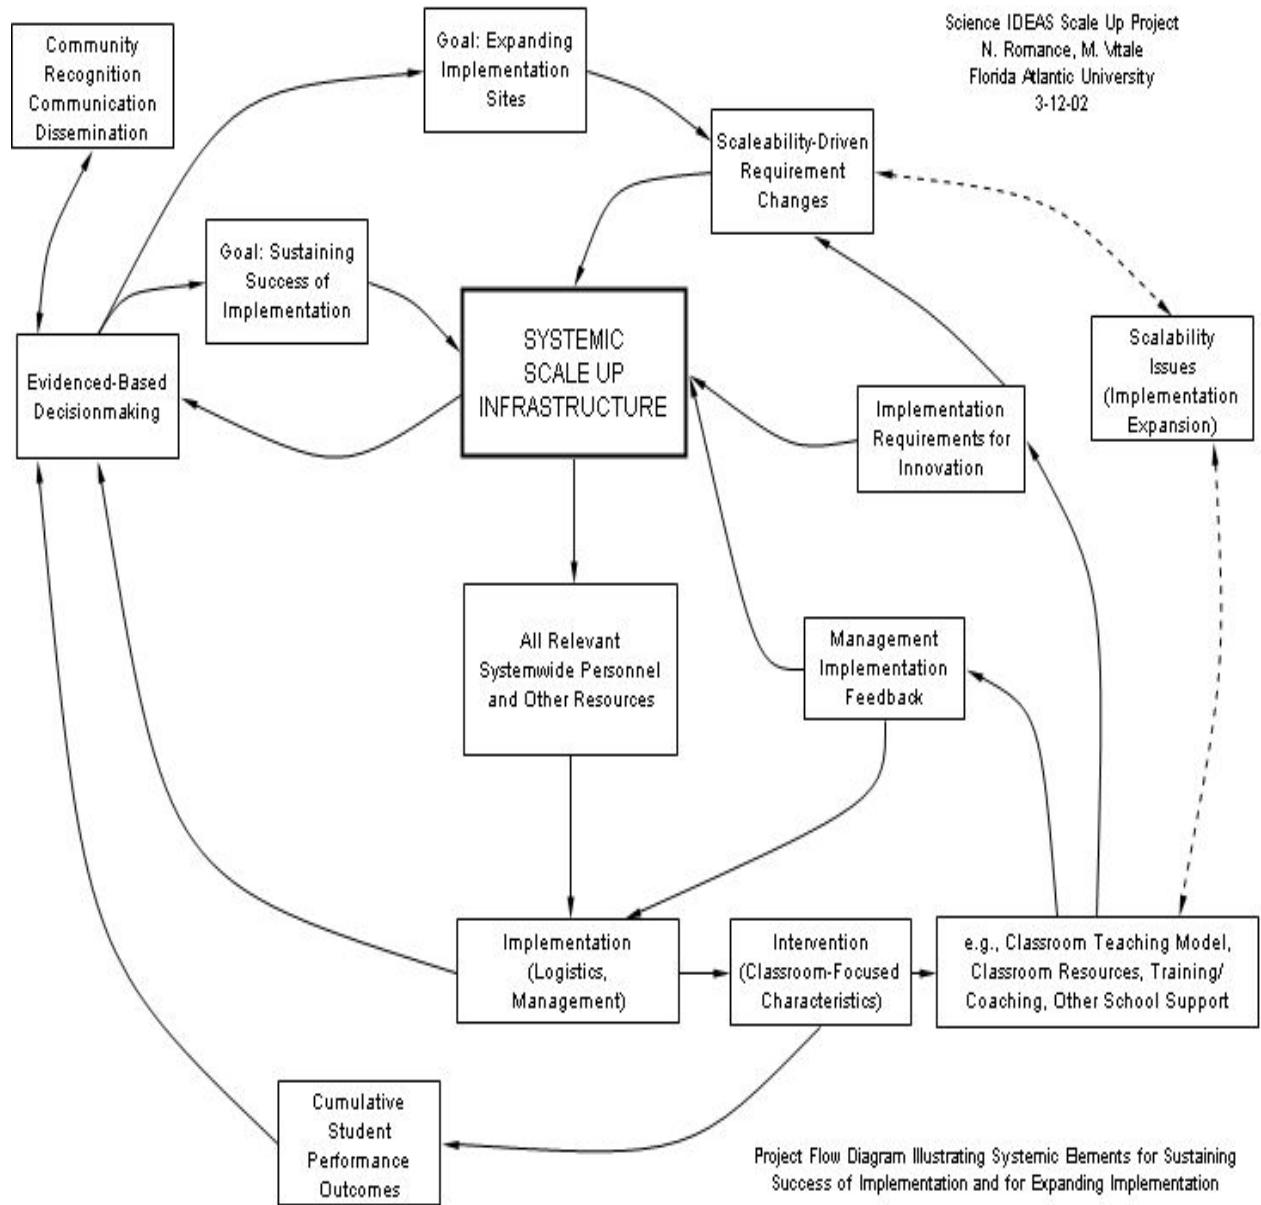 Community
Recognition
Communication
Dissemination
Goal: Expanding
Implementation
Sites
Science IDEAS Scale Up Project
N. Romance, M. Vitale
Florida Atlantic University
3-12-02
Scaleability-Driven
Requirement
Changes
Goal: Sustaining
Success of
Implementation
SYSTEMIC
SCALE UP
INFRASTRUCTURE
Scalability
Issues
(Implementation
Expansion)
Evidenced-Based
Decisionmaking
Implementation
Requirements for
Innovation
All Relevant
Systemwide Personnel
and Other Resources
Management
Implementation
Feedback
Implementation
(Logistics,
Management)
Intervention
(Classroom-Focused
Characteristics)
e.g., Classroom Teaching Model,
Classroom Resources, Training/
Coaching, Other School Support
Cumulative
Student
Performance
Outcomes
Project Flow Diagram Illustrating Systemic Elements for Sustaining
Success of Implementation and for Expanding Implementation